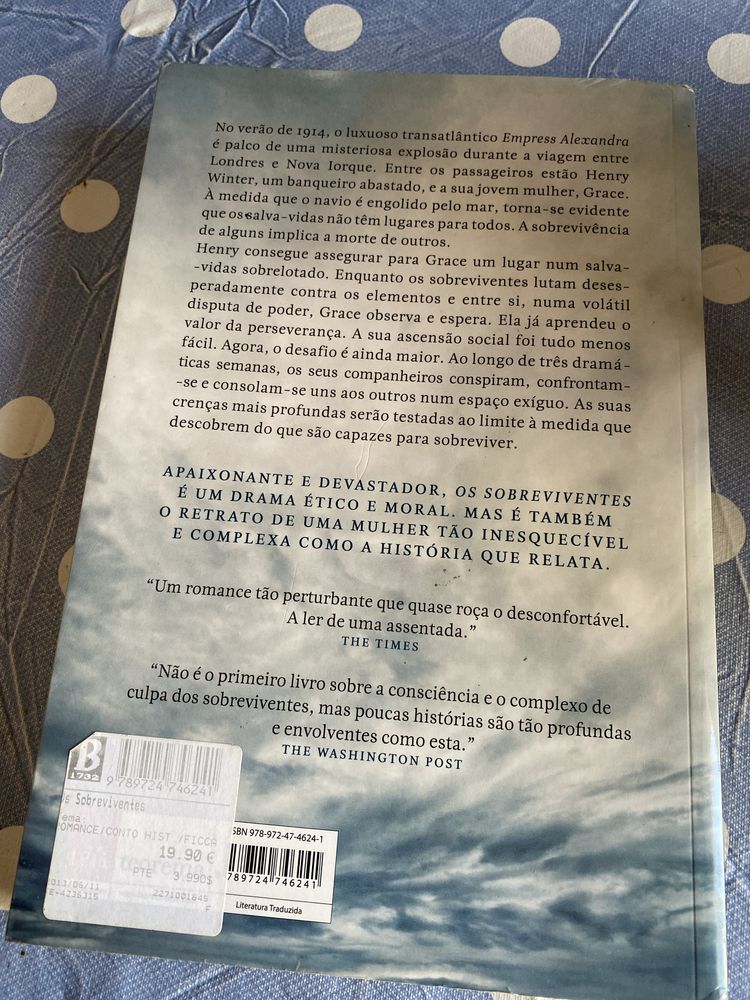 No verão de 1914, o luxuoso transatlântico Empress Alexandra
é palco de uma misteriosa explosão durante a viagem entre
Londres e Nova Iorque. Entre os passageiros estão Henry
Winter, um banqueiro abastado, e a sua jovem mulher, Grace.
À medida que o navio é engolido pelo mar, torna-se evidente
que os salva-vidas não têm lugares para todos. A sobrevivência
de alguns implica a morte de outros.
Henry consegue assegurar para Grace um lugar num salva-
-vidas sobrelotado. Enquanto os sobreviventes lutam deses-
peradamente contra os elementos e entre si, numa volátil
disputa de poder, Grace observa e espera. Ela já aprendeu o
valor da perseverança. A sua ascensão social foi tudo menos
fácil. Agora, o desafio é ainda maior. Ao longo de três dramá-
ticas semanas, os seus companheiros conspiram, confrontam-
-se e consolam-se uns aos outros num espaço exíguo. As suas
crenças mais profundas serão testadas ao limite à medida que
descobrem do que são capazes para sobreviver.
APAIXONANTE E DEVASTADOR, OS SOBREVIVENTES
É UM DRAMA ÉTICO E MORAL. MAS É TAMBÉM
O RETRATO DE UMA MULHER TÃO INESQUECÍVEL
E COMPLEXA COMO A HISTÓRIA QUE RELATA.
“Um romance tão perturbante que quase roça o desconfortável.
A ler de uma assentada.”
THE TIMES
“Não é o primeiro livro sobre a consciência e o complexo de
culpa dos sobreviventes, mas poucas histórias são tão profundas
e envolventes como esta.”
THE WASHINGTON POST
B
1732
9 789724 746241
s Sobreviventes
ema:
OMANCE/CONTO HIST /FICCA
19.90 €
PTE 3.990$
2013/06/11
2271001649
E-4236315
F
ISBN 978-972-47-4624-1
789724 746241
Literatura Traduzida